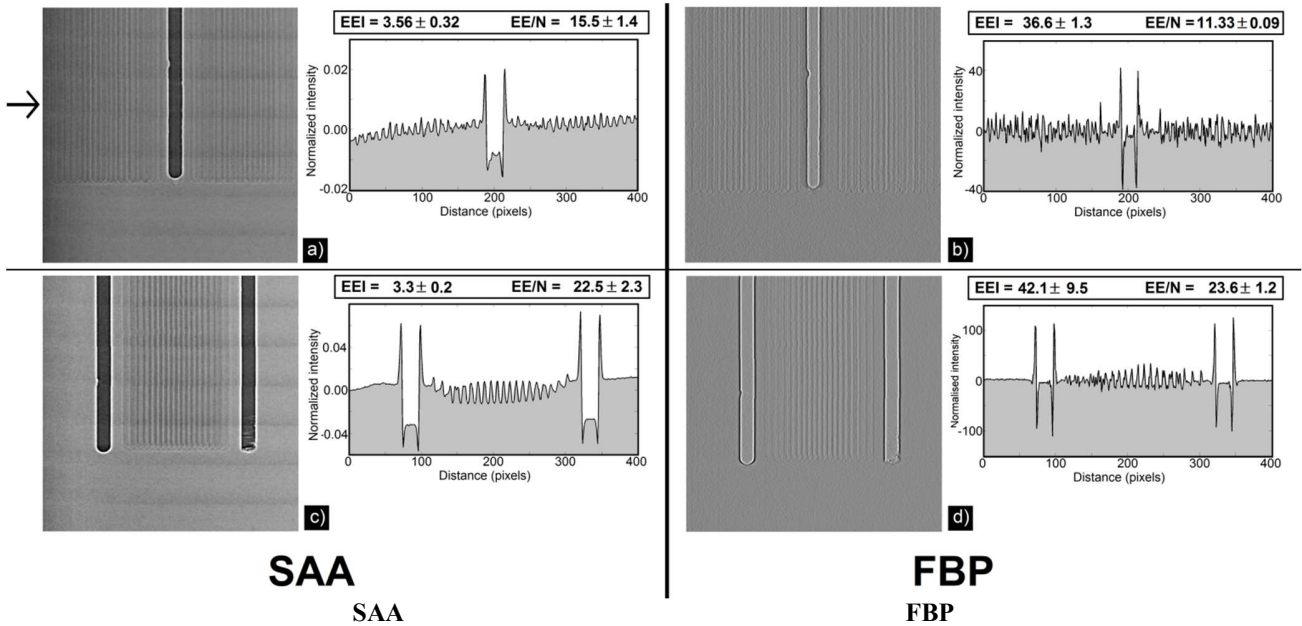 EEI = 3.56 ± 0.32 EE/N = 15.5 ± 1.4
Normalized intensity
0.02
0.00
-0.02
0 100 200 300 400
Distance (pixels)
a)
EEI = 36.6 ± 1.3 EE/N = 11.33 ± 0.09
Normalized intensity
40
0
-40
0 100 200 300 400
Distance (pixels)
b)
EEI = 3.3 ± 0.2 EE/N = 22.5 ± 2.3
Normalized intensity
0.04
0.00
-0.04
0 100 200 300 400
Distance (pixels)
c)
EEI = 42.1 ± 9.5 EE/N = 23.6 ± 1.2
Normalised intensity
100
0
-100
0 100 200 300 400
Distance (pixels)
d)
SAA FBP
SAA FBP